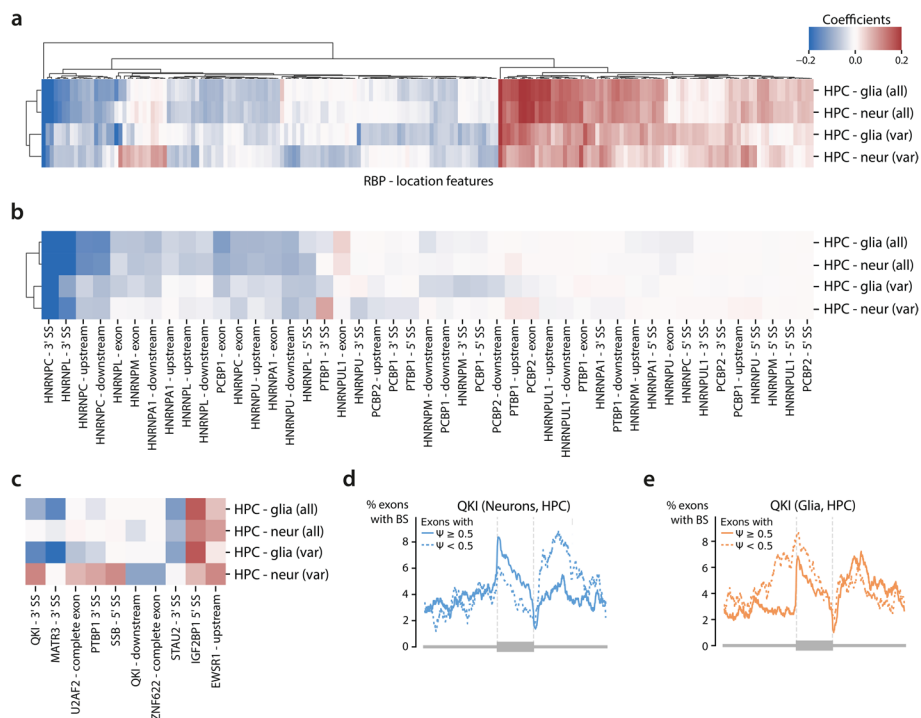 a
Coefficients
−0.2
0.0
0.2
HPC - glia (all)
HPC - neur (all)
HPC - glia (var)
HPC - neur (var)
RBP - location features
b
HPC - glia (all)
HPC - neur (all)
HPC - glia (var)
HPC - neur (var)
HNRNPC - 3' SS
HNRNPL - 3' SS
HNRNPC - upstream
HNRNPC - downstream
HNRNPL - exon
HNRNPM - exon
HNRNPA1 - downstream
HNRNPA1 - upstream
HNRNPL - upstream
HNRNPL - downstream
PCBP1 - exon
HNRNPC - exon
HNRNPU - upstream
HNRNPA1 - exon
HNRNPU - downstream
HNRNPL - 5' SS
PTBP1 - 3' SS
HNRNPUL1 - exon
HNRNPU - 3' SS
PCBP2 - upstream
PCBP1 - 3' SS
PTBP1 - 5' SS
HNRNPM - downstream
PCBP1 - downstream
HNRNPM - 3' SS
PCBP1 - 5' SS
PCBP2 - downstream
PTBP1 - upstream
PCBP2 - exon
HNRNPUL1 - upstream
HNRNPUL1 - downstream
PTBP1 - exon
HNRNPA1 - 3' SS
PTBP1 - downstream
HNRNPM - upstream
HNRNPA1 - 5' SS
HNRNPU - exon
HNRNPC - 5' SS
HNRNPUL1 - 3' SS
PCBP2 - 3' SS
PCBP1 - upstream
HNRNPU - 5' SS
HNRNPM - 5' SS
HNRNPUL1 - 5' SS
PCBP2 - 5' SS
c
HPC - glia (all)
HPC - neur (all)
HPC - glia (var)
HPC - neur (var)
QKI - 3' SS
MATR3 - 3' SS
U2AF2 - complete exon
PTBP1 3' SS
SSB - 5' SS
QKI - downstream
ZNF622 - complete exon
STAU2 - 3' SS
IGF2BP1 5' SS
EWSR1 - upstream
d
% exons
with BS
QKI (Neurons, HPC)
Exons with
Ψ ≥ 0.5
Ψ < 0.5
8
6
4
2
0
e
% exons
with BS
QKI (Glia, HPC)
Exons with
Ψ ≥ 0.5
Ψ < 0.5
8
6
4
2
0